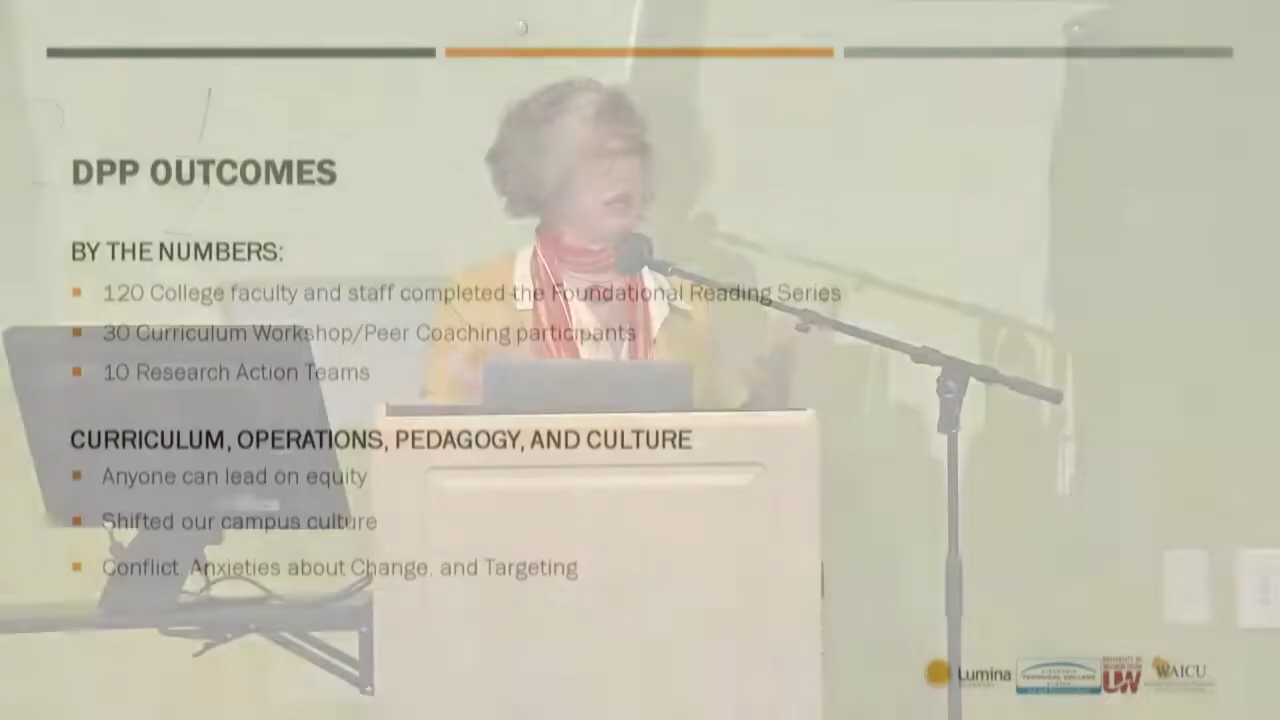 DPP OUTCOMES
BY THE NUMBERS:
120 College faculty and staff completed the Foundational Reading Series
30 Curriculum Workshop/Peer Coaching participants
10 Research Action Teams
CURRICULUM, OPERATIONS, PEDAGOGY, AND CULTURE
Anyone can lead on equity
Shifted our campus culture
Conflict, Anxieties about Change, and Targeting
Lumina
TECHNICAL COLLEGE
UW
WAICU